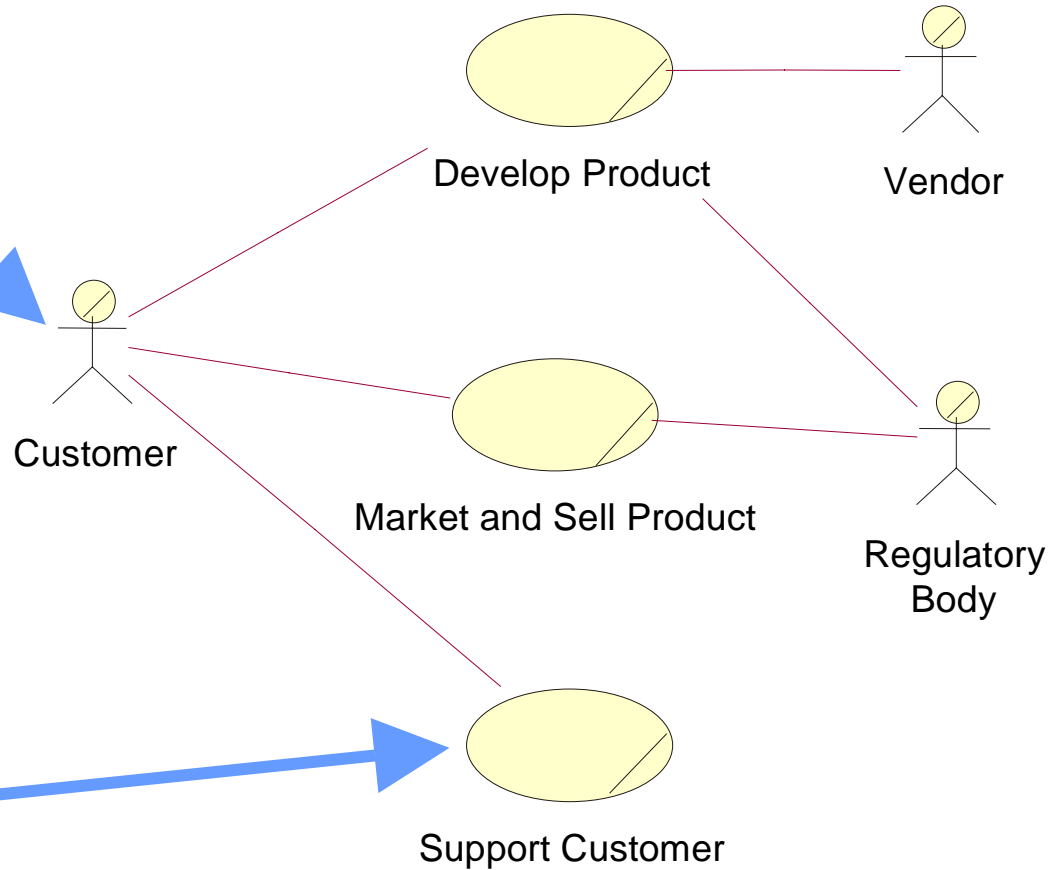 Develop Product
Vendor
Customer
Market and Sell Product
Regulatory
Body
Support Customer